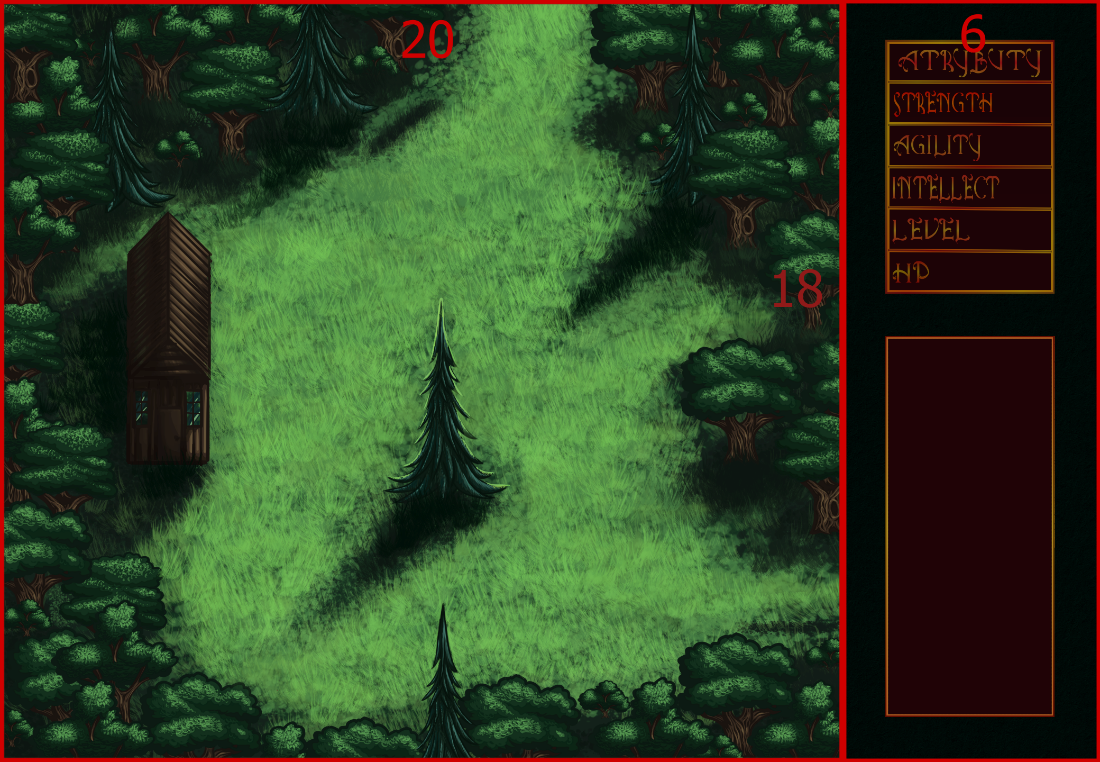 20
6
ATRYBUTY
STRENGTH
AGILITY
INTELLECT
LEVEL
HP
18